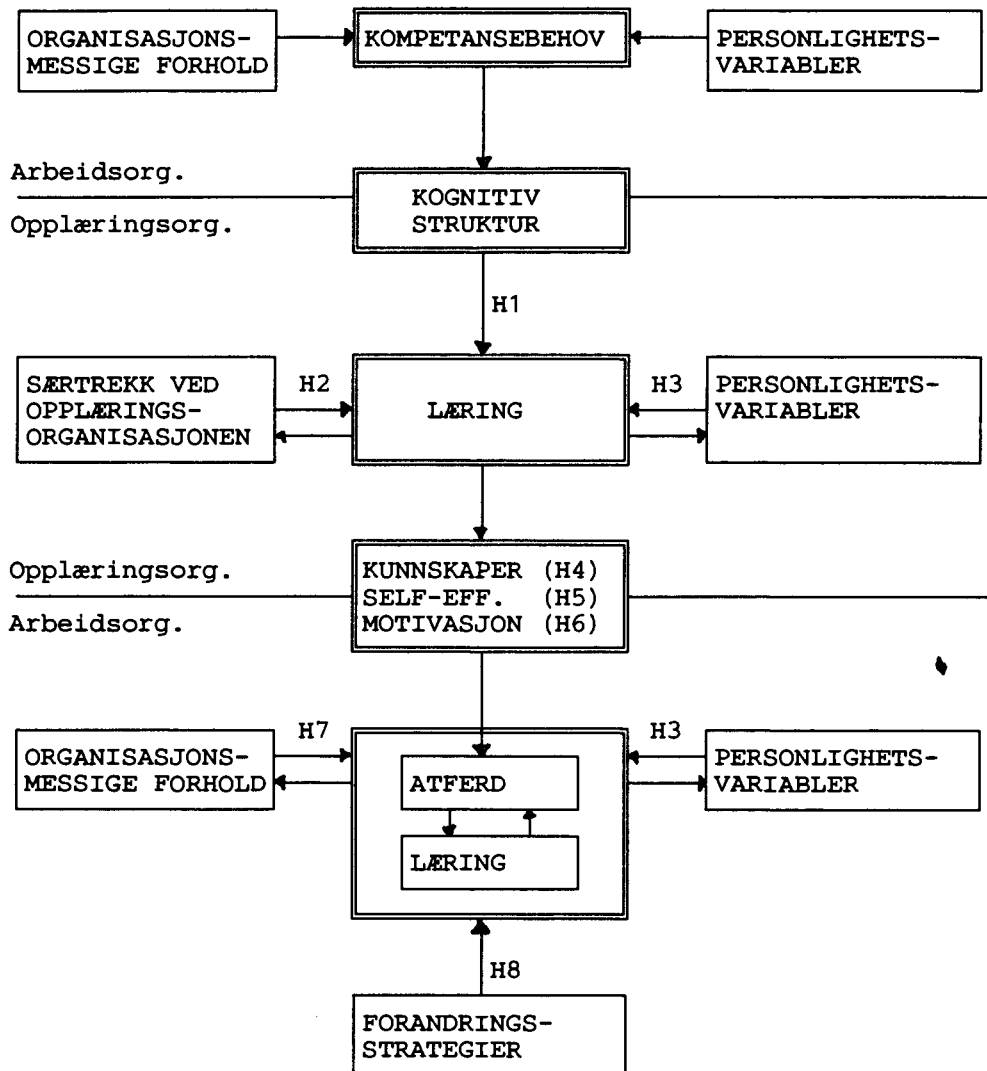 ORGANISASJONS-
MESSIGE FORHOLD
KOMPETANSEBEHOV
PERSONLIGHETS-
VARIABLER
Arbeidsorg.
Opplæringsorg.
KOGNITIV
STRUKTUR
H1
SÆRTREKK VED
OPPLÆRINGS-
ORGANISASJONEN
H2
LÆRING
H3
PERSONLIGHETS-
VARIABLER
Opplæringsorg.
Arbeidsorg.
KUNNSKAPER (H4)
SELF-EFF. (H5)
MOTIVASJON (H6)
ORGANISASJONS-
MESSIGE FORHOLD
H7
ATFERD
LÆRING
H3
PERSONLIGHETS-
VARIABLER
H8
FORANDRINGS-
STRATEGIER